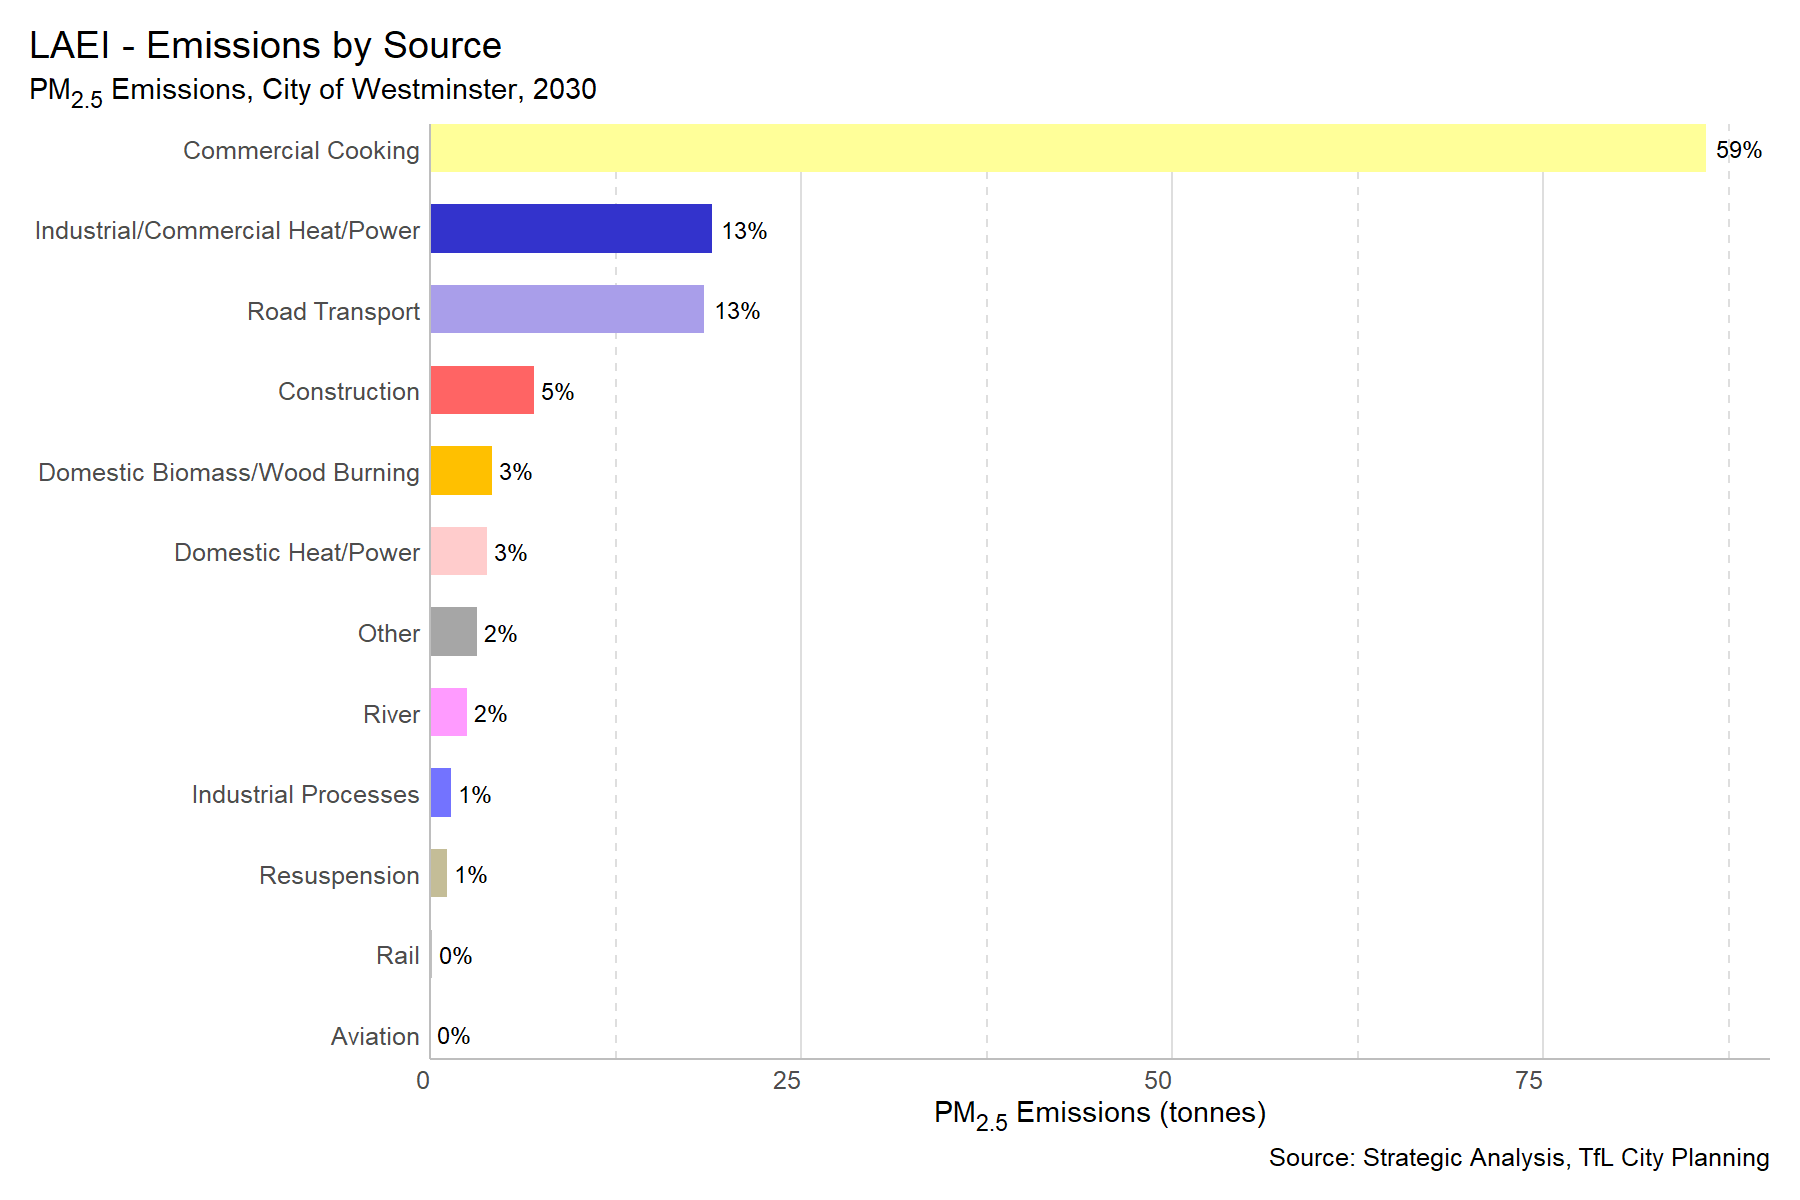 LAEI - Emissions by Source
PM2.5 Emissions, City of Westminster, 2030
Commercial Cooking 59%
Industrial/Commercial Heat/Power 13%
Road Transport 13%
Construction 5%
Domestic Biomass/Wood Burning 3%
Domestic Heat/Power 3%
Other 2%
River 2%
Industrial Processes 1%
Resuspension 1%
Rail 0%
Aviation 0%
0 25 50 75
PM2.5 Emissions (tonnes)
Source: Strategic Analysis, TfL City Planning